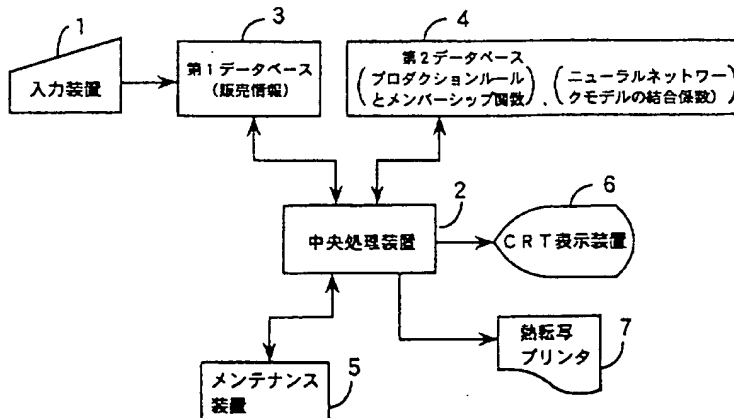 1
入力装置
3
第1データベース
(販売情報)
4
第2データベース
(プロダクションルール
とメンバーシップ関数)、(ニューラルネットワー
クモデルの結合係数)
2
中央処理装置
6
CRT表示装置
熱転写
プリンタ
7
メンテナンス
装置
5